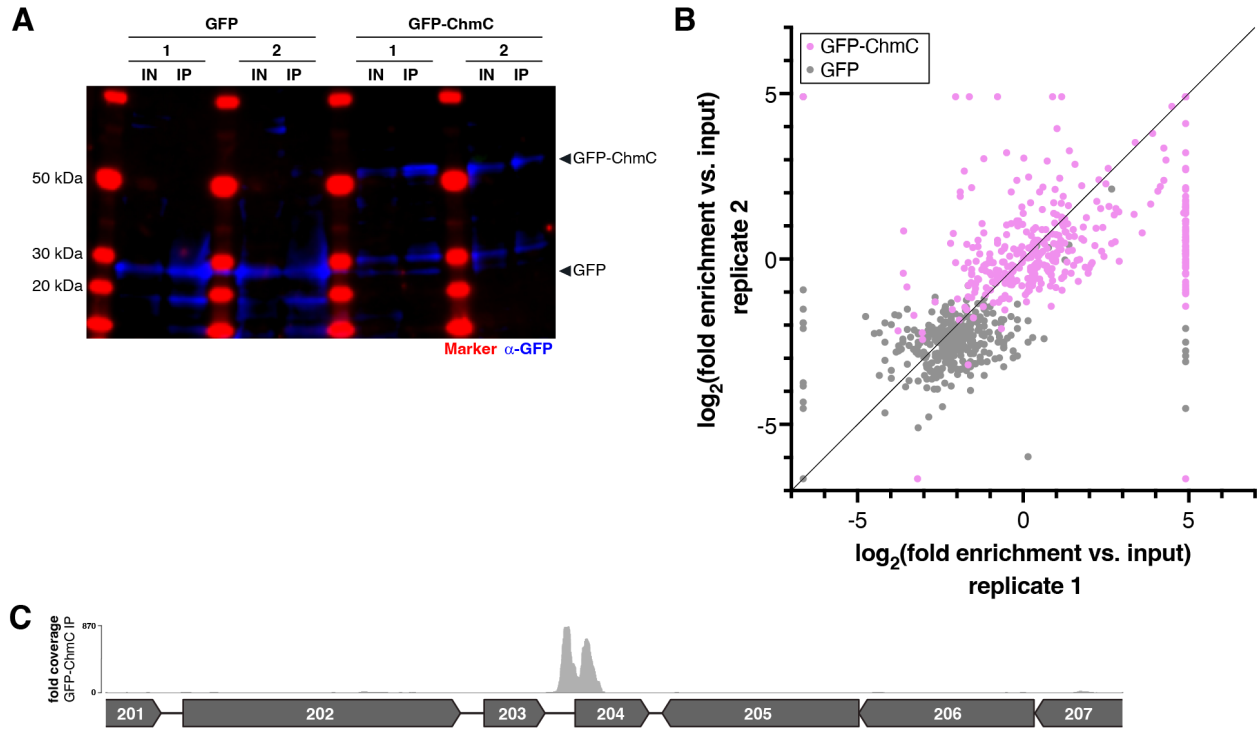 A
GFP
GFP-ChmC
1
2
1
2
IN
IP
IN
IP
IN
IP
IN
IP
50 kDa
30 kDa
20 kDa
GFP-ChmC
GFP
Marker α-GFP
B
GFP-ChmC
GFP
log2(fold enrichment vs. input)
replicate 2
5
0
-5
-5
0
5
log2(fold enrichment vs. input)
replicate 1
C
fold coverage
GFP-ChmC IP
870
0
201
202
203
204
205
206
207